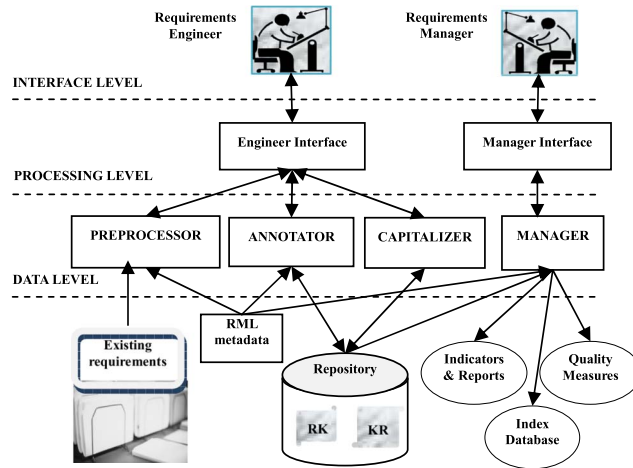 Requirements
Engineer
Requirements
Manager
INTERFACE LEVEL
Engineer Interface
Manager Interface
PROCESSING LEVEL
PREPROCESSOR
ANNOTATOR
CAPITALIZER
MANAGER
DATA LEVEL
Existing
requirements
RML
metadata
Repository
RK
KR
Indicators
& Reports
Quality
Measures
Index
Database